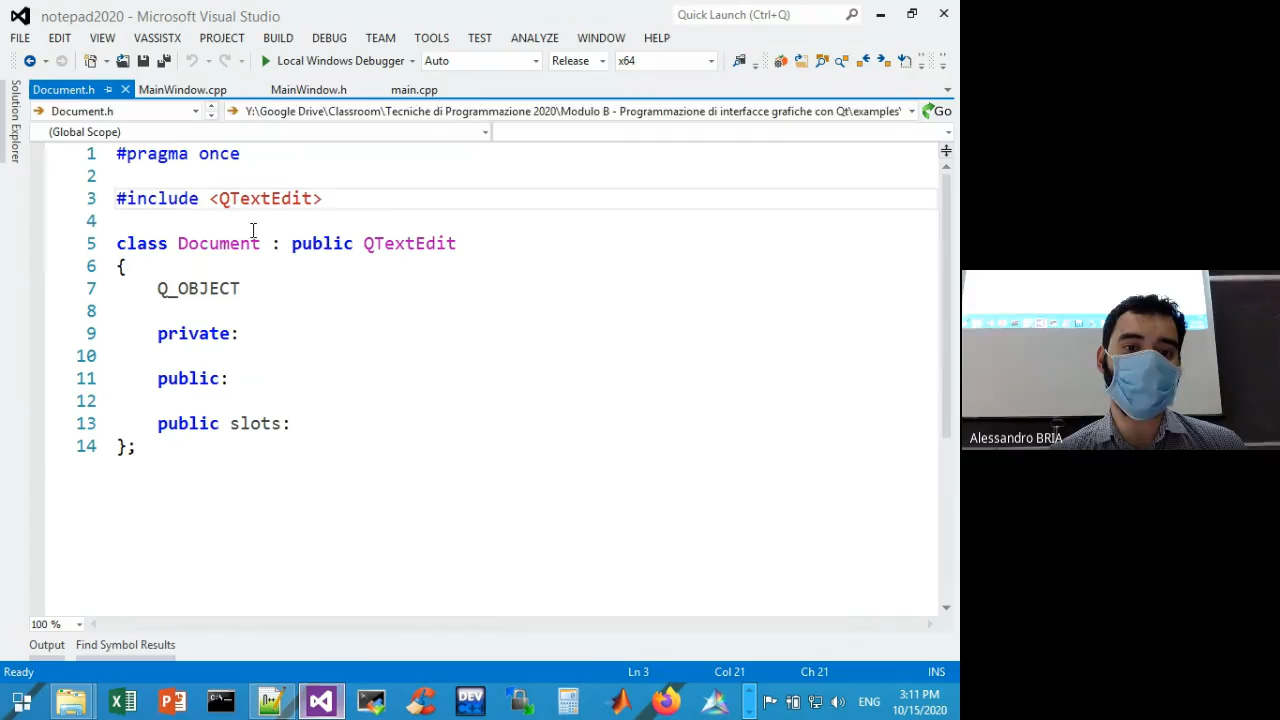 notepad2020 - Microsoft Visual Studio
Quick Launch (Ctrl+Q)
FILE EDIT VIEW VASSISTX PROJECT BUILD DEBUG TEAM TOOLS TEST ANALYZE WINDOW HELP
Local Windows Debugger Auto Release x64
Document.h MainWindow.cpp MainWindow.h main.cpp
Solution Explorer
Document.h Y:\Google Drive\Classroom\Tecniche di Programmazione 2020\Modulo B - Programmazione di interfacce grafiche con Qt\examples\ Go
(Global Scope)
1 #pragma once
2
3 #include <QTextEdit>
4
5 class Document : public QTextEdit
6 {
7 Q_OBJECT
8
9 private:
10
11 public:
12
13 public slots:
14 };
Alessandro BRIA
100 %
Output Find Symbol Results
Ready Ln 3 Col 21 Ch 21 INS
DEV ENG 3:11 PM
10/15/2020